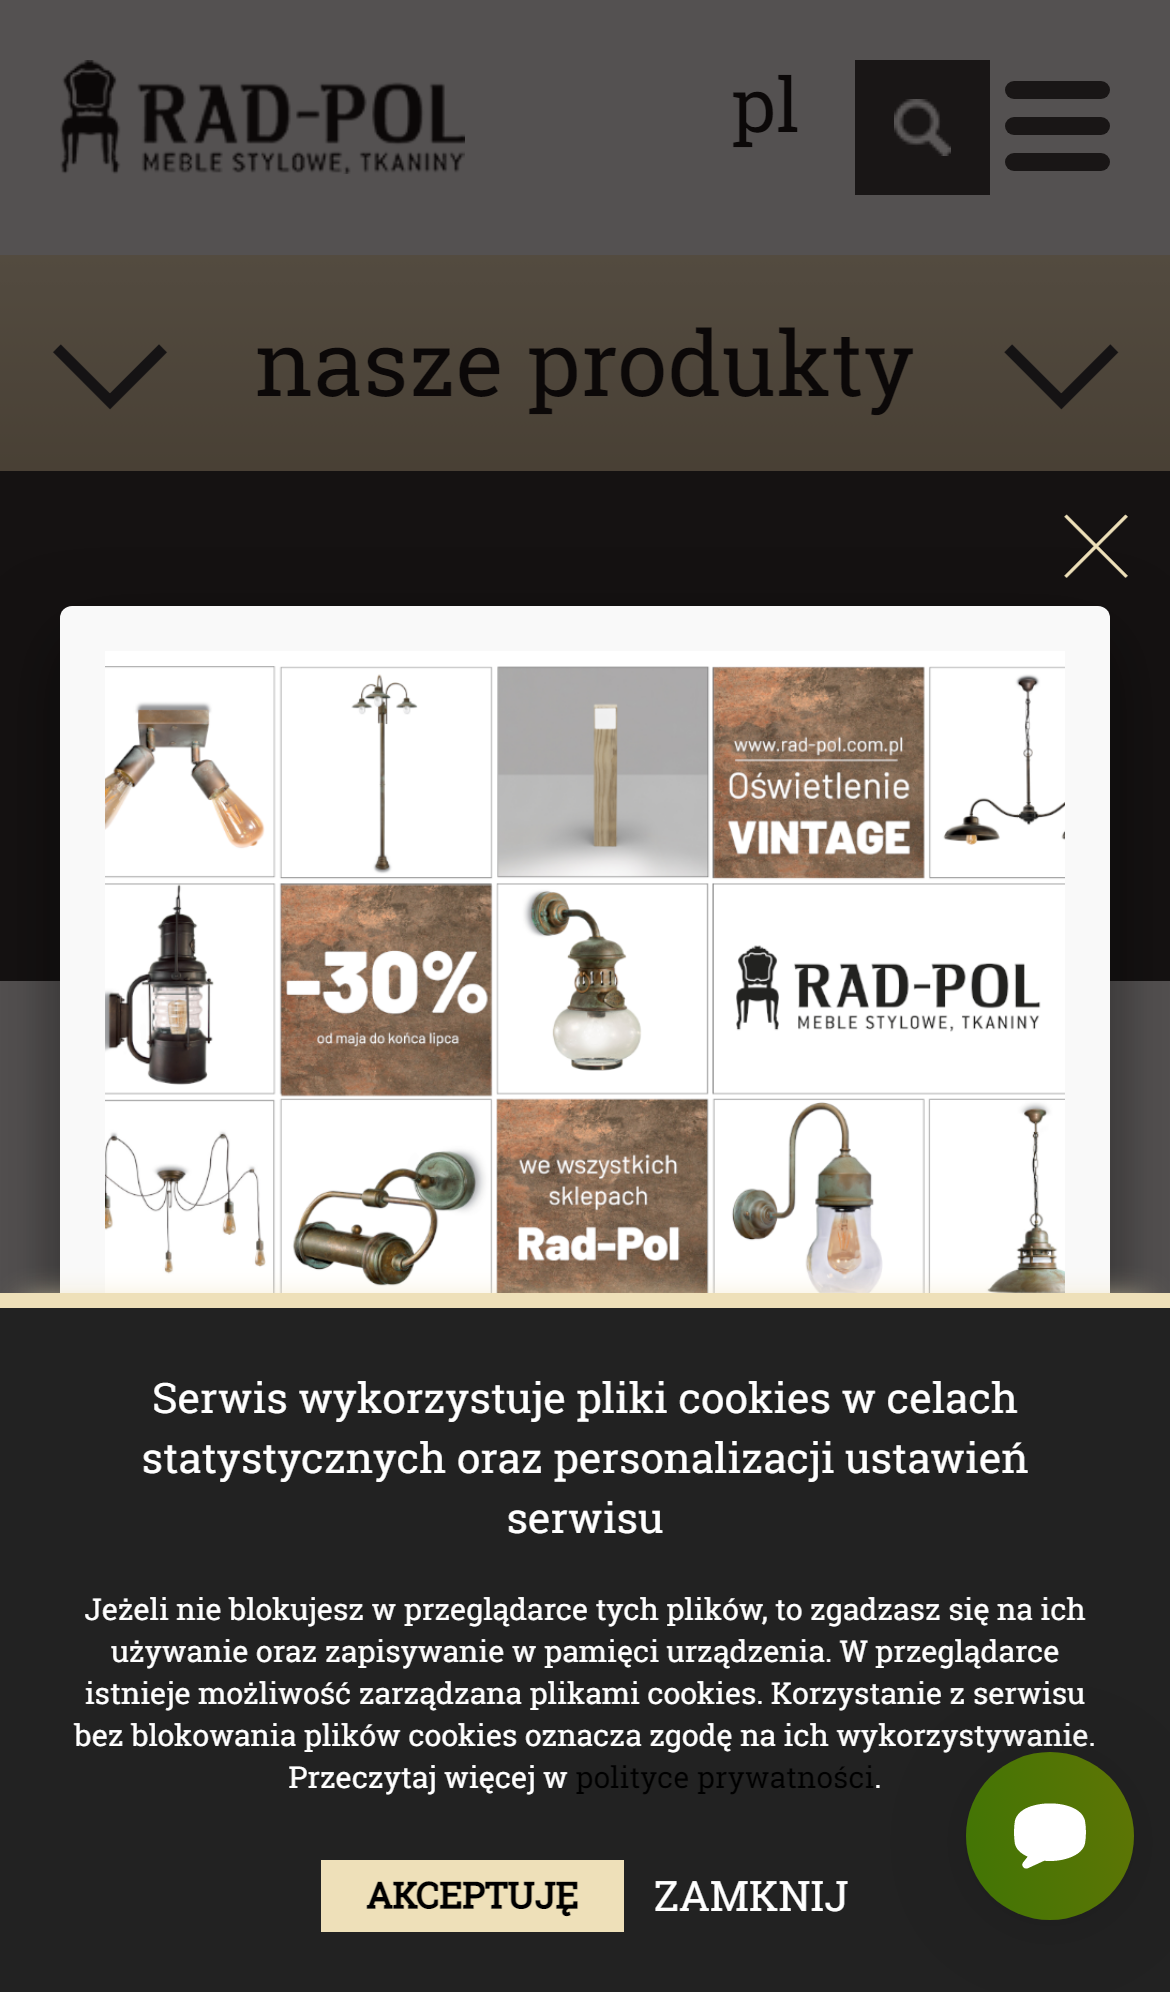 RAD-POL
MEBLE STYLOWE, TKANINY
pl
nasze produkty
www.rad-pol.com.pl
Oświetlenie
VINTAGE
-30%
od maja do końca lipca
RAD-POL
MEBLE STYLOWE, TKANINY
we wszystkich
sklepach
Rad-Pol
Serwis wykorzystuje pliki cookies w celach
statystycznych oraz personalizacji ustawień
serwisu
Jeżeli nie blokujesz w przeglądarce tych plików, to zgadzasz się na ich
używanie oraz zapisywanie w pamięci urządzenia. W przeglądarce
istnieje możliwość zarządzana plikami cookies. Korzystanie z serwisu
bez blokowania plików cookies oznacza zgodę na ich wykorzystywanie.
Przeczytaj więcej w polityce prywatności.
AKCEPTUJĘ ZAMKNIJ